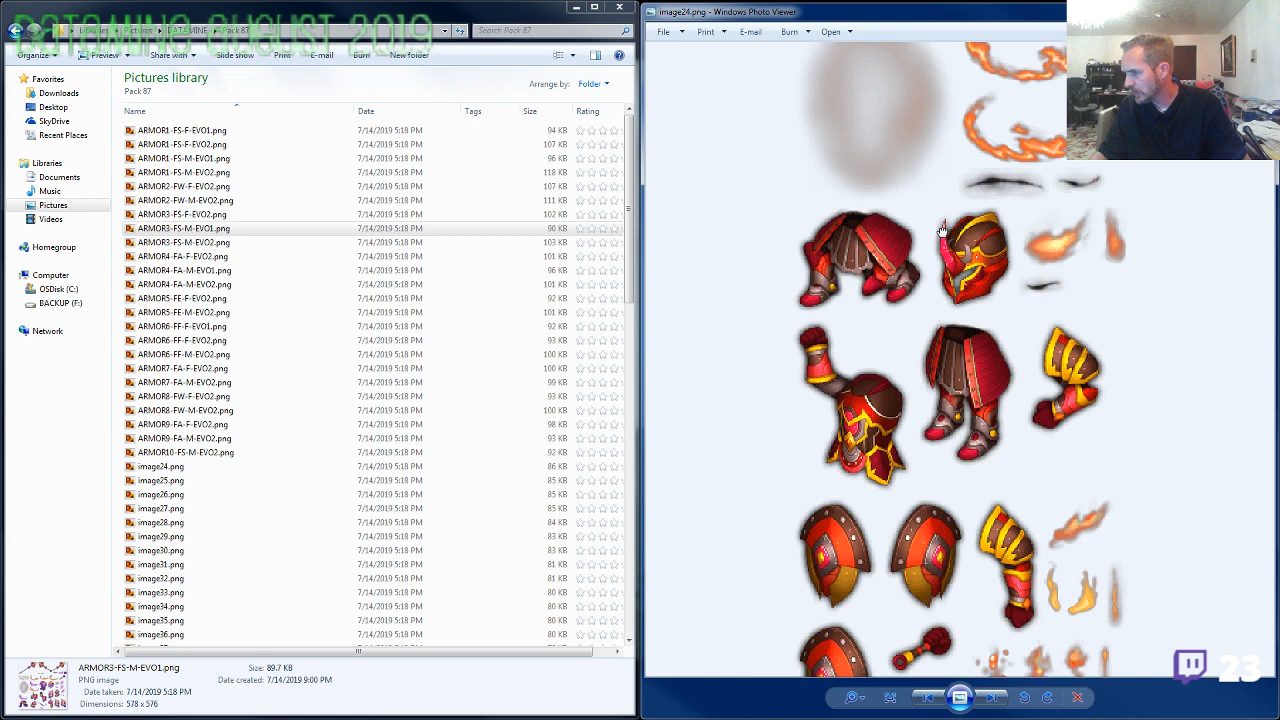 DATAMINE AUGUST 2019
Libraries Pictures DATAMINE Pack 87
Search Pack 87
Organize Preview Share with Slide show Print E-mail Burn New folder
Favorites
Downloads
Desktop
SkyDrive
Recent Places
Libraries
Documents
Music
Pictures
Videos
Homegroup
Computer
OSDisk (C:)
BACKUP (F:)
Network
Pictures library
Pack 87
Arrange by: Folder
Name Date Tags Size Rating
ARMOR1-FS-F-EVO1.png 7/14/2019 5:18 PM 94 KB
ARMOR1-FS-F-EVO2.png 7/14/2019 5:18 PM 107 KB
ARMOR1-FS-M-EVO1.png 7/14/2019 5:18 PM 96 KB
ARMOR1-FS-M-EVO2.png 7/14/2019 5:18 PM 118 KB
ARMOR2-FW-F-EVO2.png 7/14/2019 5:18 PM 107 KB
ARMOR2-FW-M-EVO2.png 7/14/2019 5:18 PM 111 KB
ARMOR3-FS-F-EVO2.png 7/14/2019 5:18 PM 102 KB
ARMOR3-FS-M-EVO1.png 7/14/2019 5:18 PM 90 KB
ARMOR3-FS-M-EVO2.png 7/14/2019 5:18 PM 103 KB
ARMOR4-FA-F-EVO2.png 7/14/2019 5:18 PM 101 KB
ARMOR4-FA-M-EVO1.png 7/14/2019 5:18 PM 96 KB
ARMOR4-FA-M-EVO2.png 7/14/2019 5:18 PM 101 KB
ARMOR5-FE-F-EVO2.png 7/14/2019 5:18 PM 92 KB
ARMOR5-FE-M-EVO2.png 7/14/2019 5:18 PM 101 KB
ARMOR6-FF-F-EVO1.png 7/14/2019 5:18 PM 92 KB
ARMOR6-FF-F-EVO2.png 7/14/2019 5:18 PM 94 KB
ARMOR6-FF-M-EVO2.png 7/14/2019 5:18 PM 100 KB
ARMOR7-FA-F-EVO2.png 7/14/2019 5:18 PM 100 KB
ARMOR7-FA-M-EVO2.png 7/14/2019 5:18 PM 99 KB
ARMOR8-FW-F-EVO2.png 7/14/2019 5:18 PM 93 KB
ARMOR8-FW-M-EVO2.png 7/14/2019 5:18 PM 100 KB
ARMOR9-FA-F-EVO2.png 7/14/2019 5:18 PM 98 KB
ARMOR9-FA-M-EVO2.png 7/14/2019 5:18 PM 93 KB
ARMOR10-FS-M-EVO2.png 7/14/2019 5:18 PM 92 KB
image24.png 7/14/2019 5:18 PM 86 KB
image25.png 7/14/2019 5:18 PM 85 KB
image26.png 7/14/2019 5:18 PM 85 KB
image27.png 7/14/2019 5:18 PM 85 KB
image28.png 7/14/2019 5:18 PM 84 KB
image29.png 7/14/2019 5:18 PM 83 KB
image30.png 7/14/2019 5:18 PM 83 KB
image31.png 7/14/2019 5:18 PM 81 KB
image32.png 7/14/2019 5:18 PM 81 KB
image33.png 7/14/2019 5:18 PM 80 KB
image34.png 7/14/2019 5:18 PM 80 KB
image35.png 7/14/2019 5:18 PM 80 KB
image36.png 7/14/2019 5:18 PM 80 KB
ARMOR3-FS-M-EVO1.png Size: 89.7 KB
PNG image Date created: 7/14/2019 9:00 PM
Date taken: 7/14/2019 5:18 PM
Dimensions: 578 x 520
image24.png - Windows Photo Viewer
File Print E-mail Burn Open
23